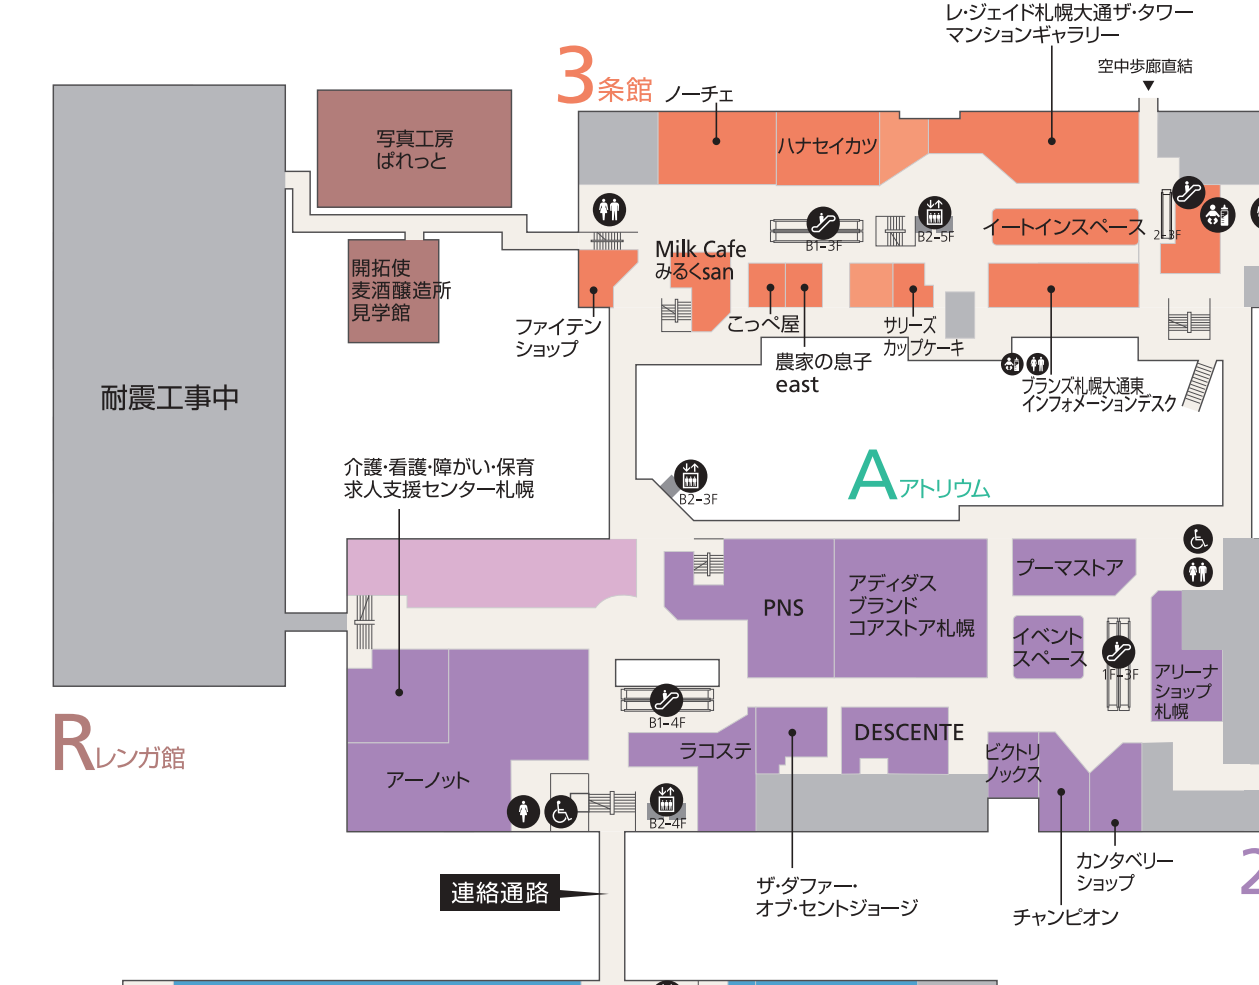 レ・ジェイド札幌大通ザ・タワー
マンションギャラリー
空中歩廊直結
3条館
ノーチェ
写真工房
ぱれっと
ハナセイカツ
イートインスペース
B1-3F
B2-5F
2-3F
Milk Cafe
みるくsan
開拓使
麦酒醸造所
見学館
ファイテン
ショップ
こっぺ屋
農家の息子
east
サリーズ
カップケーキ
ブランズ札幌大通東
インフォメーションデスク
耐震工事中
介護・看護・障がい・保育
求人支援センター札幌
B2-3F
Aアトリウム
プーマストア
アディダス
ブランド
コアストア札幌
PNS
イベント
スペース
1F-3F
アリーナ
ショップ
札幌
Rレンガ館
B1-4F
ラコステ
DESCENTE
ビクトリ
ノックス
アーノット
B2-4F
連絡通路
ザ・ダファー・
オブ・セントジョージ
カンタベリー
ショップ
チャンピオン
2